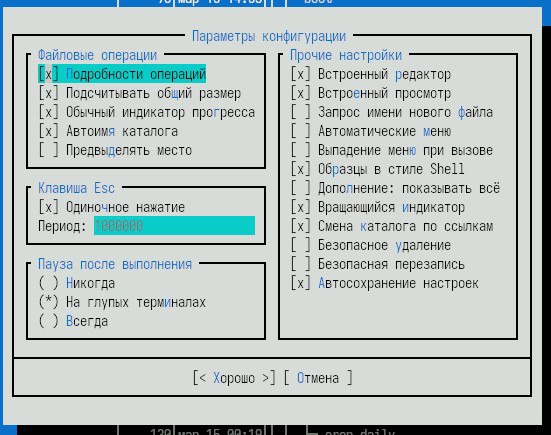 Параметры конфигурации
Файловые операции
[x] Подробности операций
[x] Подсчитывать общий размер
[x] Обычный индикатор прогресса
[x] Автоимя каталога
[ ] Предвыделять место
Клавиша Esc
[x] Одиночное нажатие
Период: 1000000
Пауза после выполнения
( ) Никогда
(*) На глупых терминалах
( ) Всегда
Прочие настройки
[x] Встроенный редактор
[x] Встроенный просмотр
[ ] Запрос имени нового файла
[ ] Автоматические меню
[ ] Выпадение меню при вызове
[x] Образцы в стиле Shell
[ ] Дополнение: показывать всё
[x] Вращающийся индикатор
[x] Смена каталога по ссылкам
[ ] Безопасное удаление
[ ] Безопасная перезапись
[x] Автосохранение настроек
[< Хорошо >] [ Отмена ]